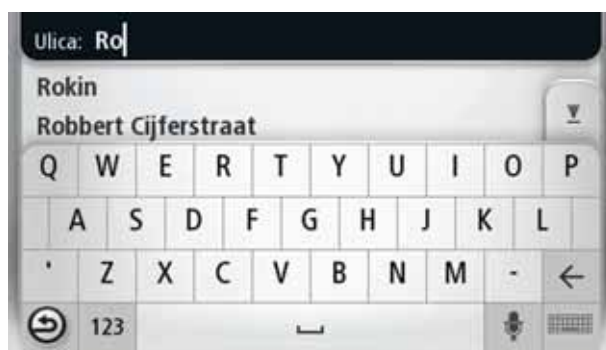 Ulica: Ro
Rokin
Robbert Cijferstraat
Q W E R T Y U I O P
A S D F G H J K L
' Z X C V B N M -
123